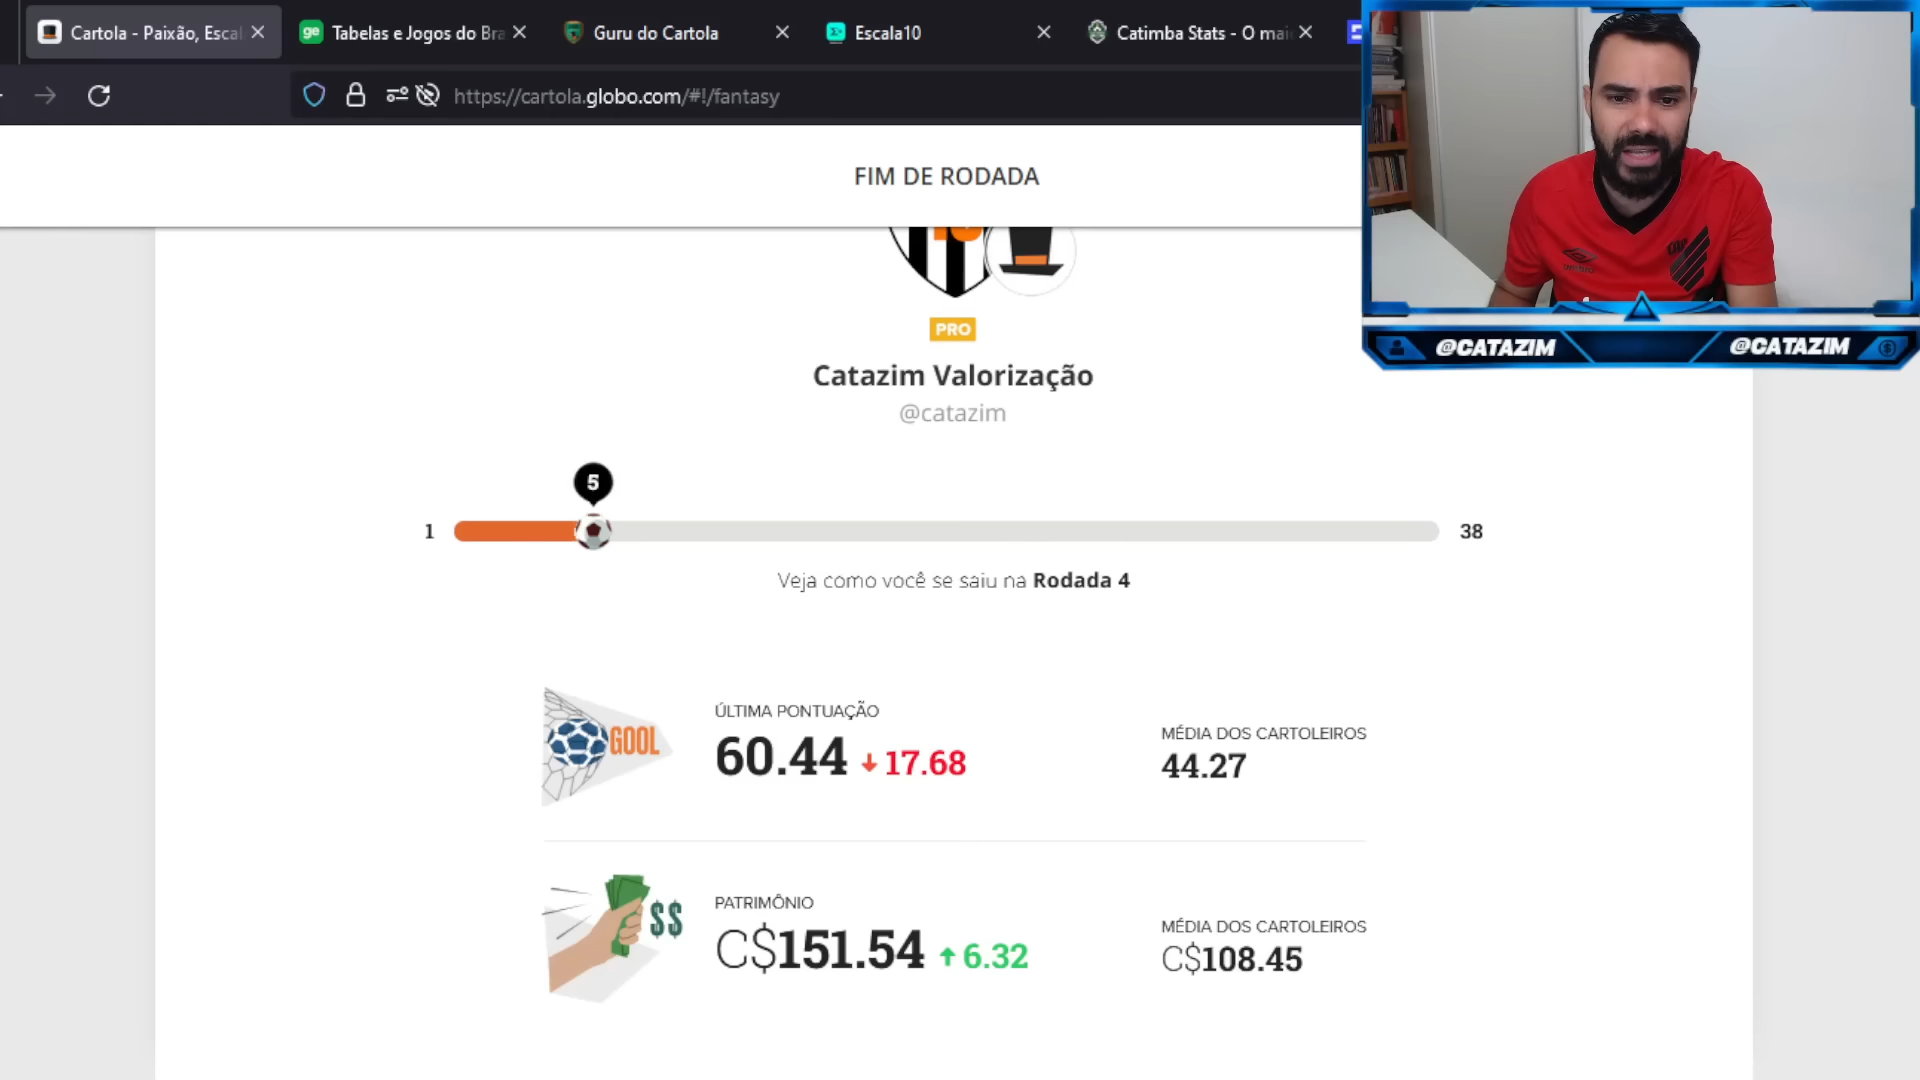 Cartola - Paixão, Escal
ge
Tabelas e Jogos do Bra
Guru do Cartola
Escala10
Catimba Stats - O mai
https://cartola.globo.com/#!/fantasy
FIM DE RODADA
PRO
Catazim Valorização
@catazim
5
1
38
Veja como você se saiu na Rodada 4
GOOL
ÚLTIMA PONTUAÇÃO
60.44 17.68
MÉDIA DOS CARTOLEIROS
44.27
$$
PATRIMÔNIO
C$151.54 6.32
MÉDIA DOS CARTOLEIROS
C$108.45
@CATAZIM
@CATAZIM